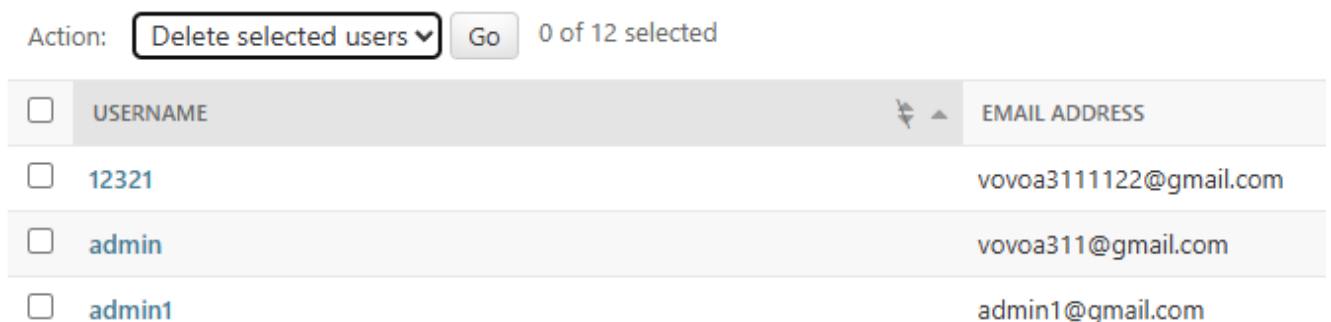 Action: Delete selected users Go 0 of 12 selected
USERNAME EMAIL ADDRESS
12321 vovoa3111122@gmail.com
admin vovoa311@gmail.com
admin1 admin1@gmail.com